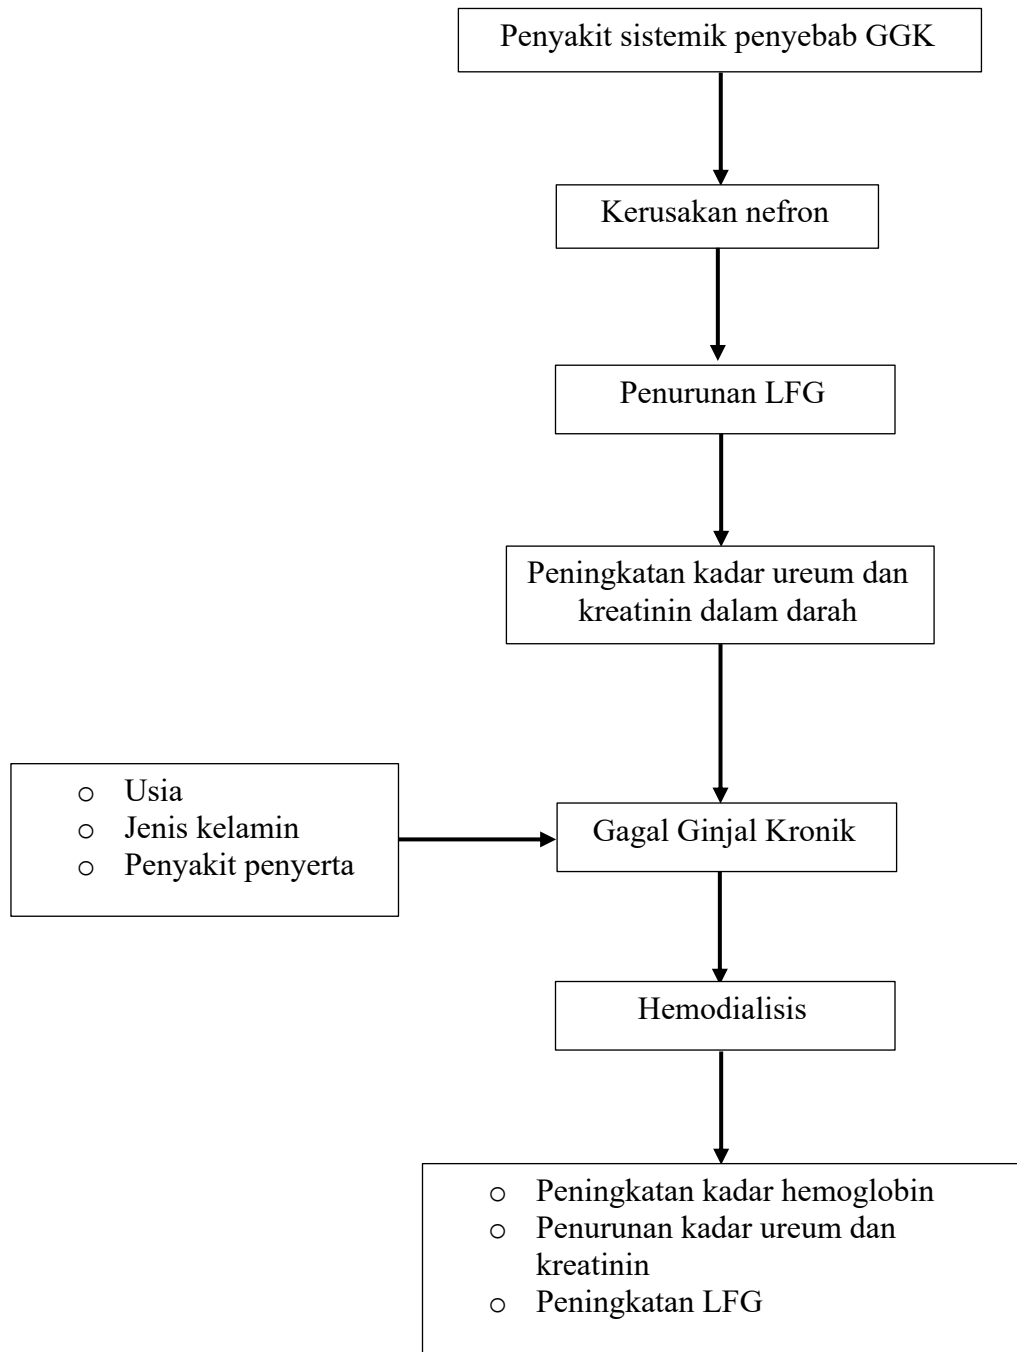 Penyakit sistemik penyebab GGK
Kerusakan nefron
Penurunan LFG
Peningkatan kadar ureum dan
kreatinin dalam darah
o Usia
o Jenis kelamin
o Penyakit penyerta
Gagal Ginjal Kronik
Hemodialisis
o Peningkatan kadar hemoglobin
o Penurunan kadar ureum dan
kreatinin
o Peningkatan LFG